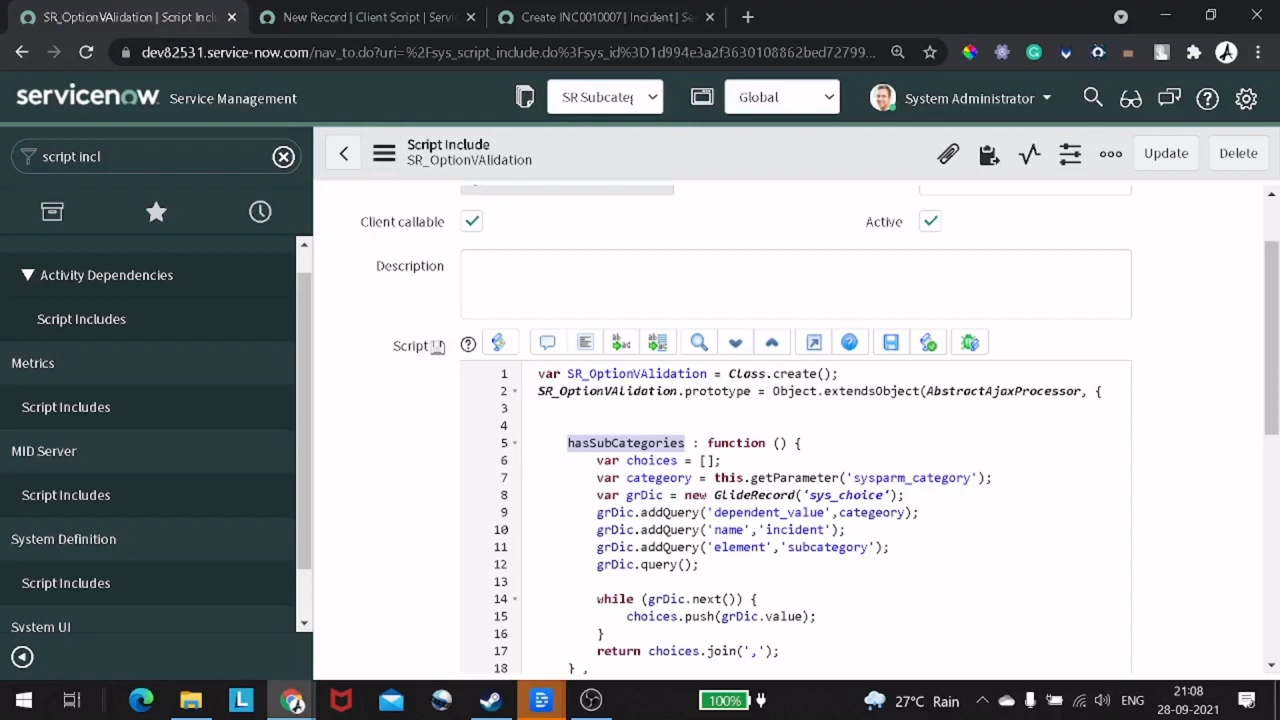 SR_OptionVAlidation | Script Inclu
New Record | Client Script | Servic
Create INC0010007 | Incident | Se
dev82531.service-now.com/nav_to.do?uri=%2Fsys_script_include.do%3Fsys_id%3D1d994e3a2f3630108862bed72799...
servicenow Service Management
SR Subcateg
Global
System Administrator
script incl
Script Include
SR_OptionVAlidation
Update
Delete
Activity Dependencies
Script Includes
Metrics
Script Includes
MID Server
Script Includes
System Definition
Script Includes
System UI
Client callable
Active
Description
Script
1 var SR_OptionVAlidation = Class.create();
2 SR_OptionVAlidation.prototype = Object.extendsObject(AbstractAjaxProcessor, {
3
4
5 hasSubCategories : function () {
6 var choices = [];
7 var categeory = this.getParameter('sysparm_category');
8 var grDic = new GlideRecord('sys_choice');
9 grDic.addQuery('dependent_value',categeory);
10 grDic.addQuery('name','incident');
11 grDic.addQuery('element','subcategory');
12 grDic.query();
13
14 while (grDic.next()) {
15 choices.push(grDic.value);
16 }
17 return choices.join(',');
18 } ,
100%
27°C Rain
ENG
21:08
28-09-2021